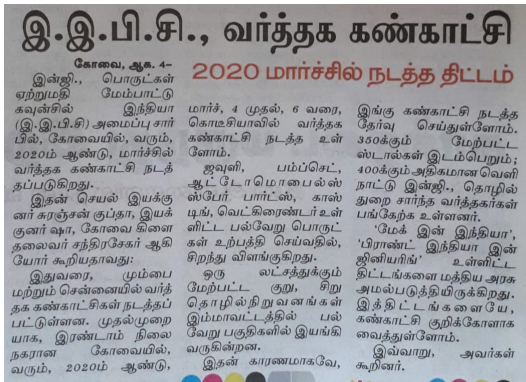 இ.இ.பி.சி., வர்த்தக கண்காட்சி
2020 மார்ச்சில் நடத்த திட்டம்
கோவை, ஆக. 4–
இன்ஜி., பொருட்கள்
ஏற்றுமதி மேம்பாட்டு
கவுன்சில் இந்தியா
(இ.இ.பி.சி) அமைப்பு சார்
பில், கோவையில், வரும்,
2020ம் ஆண்டு, மார்ச்சில்
வர்த்தக கண்காட்சி நடத்
தப்படுகிறது.
இதன் செயல் இயக்கு
னர் சுரஞ்சன் குப்தா, இயக்
குனர் ஷா, கோவை கிளை
தலைவர் சந்திரசேகர் ஆகி
யோர் கூறியதாவது:
இதுவரை, மும்பை
மற்றும் சென்னையில் வர்த்
தக கண்காட்சிகள் நடத்தப்
பட்டுள்ளன. முதல்முறை
யாக, இரண்டாம் நிலை
நகரான கோவையில்,
வரும், 2020ம் ஆண்டு,
மார்ச், 4 முதல், 6 வரை,
கொடீசியாவில் வர்த்தக
கண்காட்சி நடத்த உள்
ளோம்.
ஜவுளி, பம்ப்செட்,
ஆட்டோமொபைல்ஸ்
ஸ்பேர் பார்ட்ஸ், காஸ்
டிங், வெட்கிரைண்டர் உள்
ளிட்ட பல்வேறு பொருட்
கள் உற்பத்தி செய்வதில்,
சிறந்து விளங்குகிறது.
ஒரு லட்சத்துக்கும்
மேற்பட்ட குறு, சிறு
தொழில்நிறுவனங்கள்
இம்மாவட்டத்தில் பல்
வேறு பகுதிகளில் இயங்கி
வருகின்றன.
இதன் காரணமாகவே,
இங்கு கண்காட்சி நடத்த
தேர்வு செய்துள்ளோம்.
350க்கும் மேற்பட்ட
ஸ்டால்கள் இடம்பெறும்;
400க்கும் அதிகமான வெளி
நாட்டு இன்ஜி., தொழில்
துறை சார்ந்த வர்த்தகர்கள்
பங்கேற்க உள்ளனர்.
‘மேக் இன் இந்தியா’,
‘பிராண்ட் இந்தியா இன்
ஜினியரிங்’ உள்ளிட்ட
திட்டங்களை மத்திய அரசு
அமல்படுத்தியிருக்கிறது.
இத்திட்டங்களையே,
கண்காட்சி குறிக்கோளாக
வைத்துள்ளோம்.
இவ்வாறு, அவர்கள்
கூறினர்.